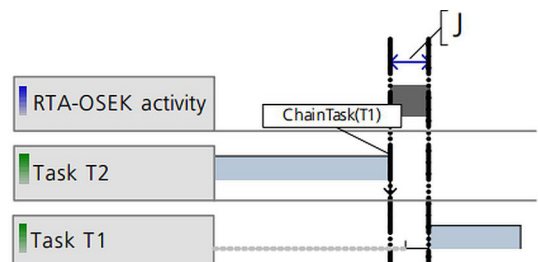 J
RTA-OSEK activity
ChainTask(T1)
Task T2
Task T1